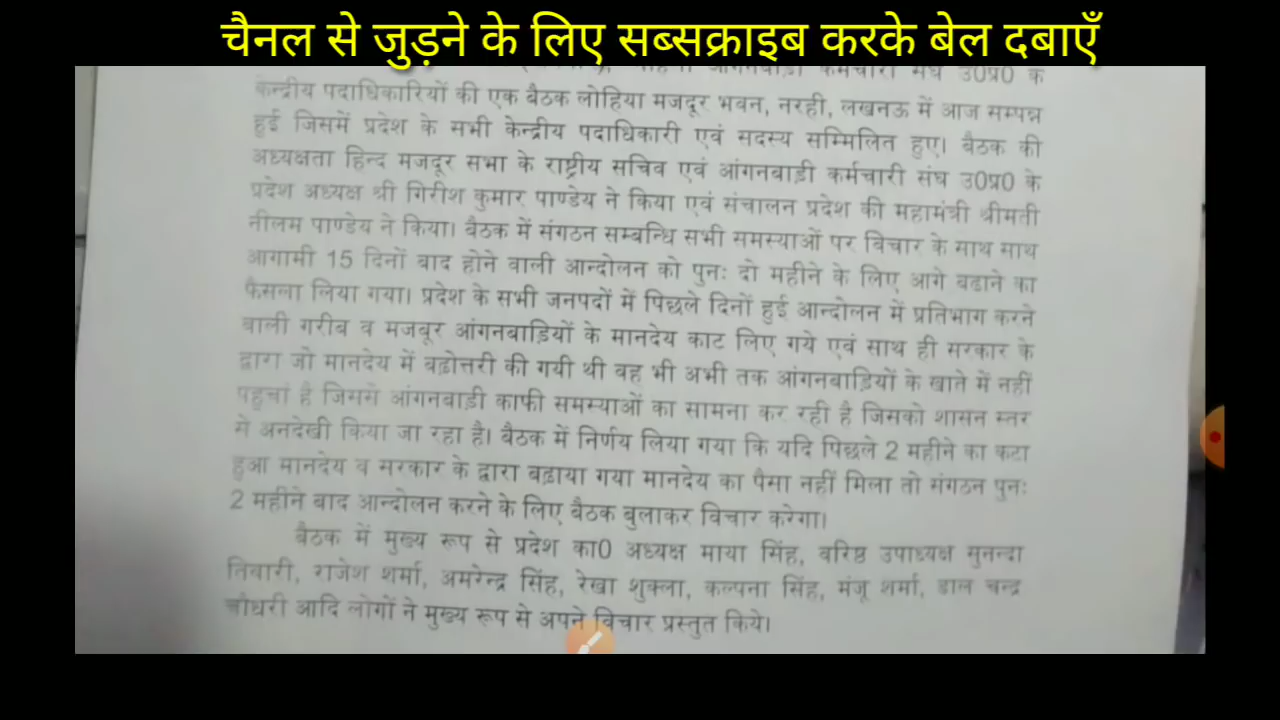 चैनल से जुड़ने के लिए सब्सक्राइब करके बेल दबाएँ
आंगनबाड़ी कर्मचारी संघ उ0प्र0 के
केन्द्रीय पदाधिकारियों की एक बैठक लोहिया मजदूर भवन, नरही, लखनऊ में आज सम्पन्न
हुई जिसमें प्रदेश के सभी केन्द्रीय पदाधिकारी एवं सदस्य सम्मिलित हुए। बैठक की
अध्यक्षता हिन्द मजदूर सभा के राष्ट्रीय सचिव एवं आंगनबाड़ी कर्मचारी संघ उ0प्र0 के
प्रदेश अध्यक्ष श्री गिरीश कुमार पाण्डेय ने किया एवं संचालन प्रदेश की महामंत्री श्रीमती
नीलम पाण्डेय ने किया। बैठक में संगठन सम्बन्धि सभी समस्याओं पर विचार के साथ साथ
आगामी 15 दिनों बाद होने वाली आन्दोलन को पुनः दो महीने के लिए आगे बढाने का
फैसला लिया गया। प्रदेश के सभी जनपदों में पिछले दिनों हुई आन्दोलन में प्रतिभाग करने
वाली गरीब व मजबूर आंगनबाड़ियों के मानदेय काट लिए गये एवं साथ ही सरकार के
द्वारा जो मानदेय में बढ़ोत्तरी की गयी थी वह भी अभी तक आंगनबाड़ियों के खाते में नहीं
पहुचां है जिससे आंगनबाडी काफी समस्याओं का सामना कर रही है जिसको शासन स्तर
से अनदेखी किया जा रहा है। बैठक में निर्णय लिया गया कि यदि पिछले 2 महीने का कटा
हुआ मानदेय व सरकार के द्वारा बढ़ाया गया मानदेय का पैसा नहीं मिला तो संगठन पुनः
2 महीने बाद आन्दोलन करने के लिए बैठक बुलाकर विचार करेगा।
बैठक में मुख्य रूप से प्रदेश का0 अध्यक्ष माया सिंह, वरिष्ठ उपाध्यक्ष सुनन्दा
तिवारी, राजेश शर्मा, अमरेन्द्र सिंह, रेखा शुक्ला, कल्पना सिंह, मंजू शर्मा, डाल चन्द्र
चौधरी आदि लोगों ने मुख्य रूप से अपने विचार प्रस्तुत किये।